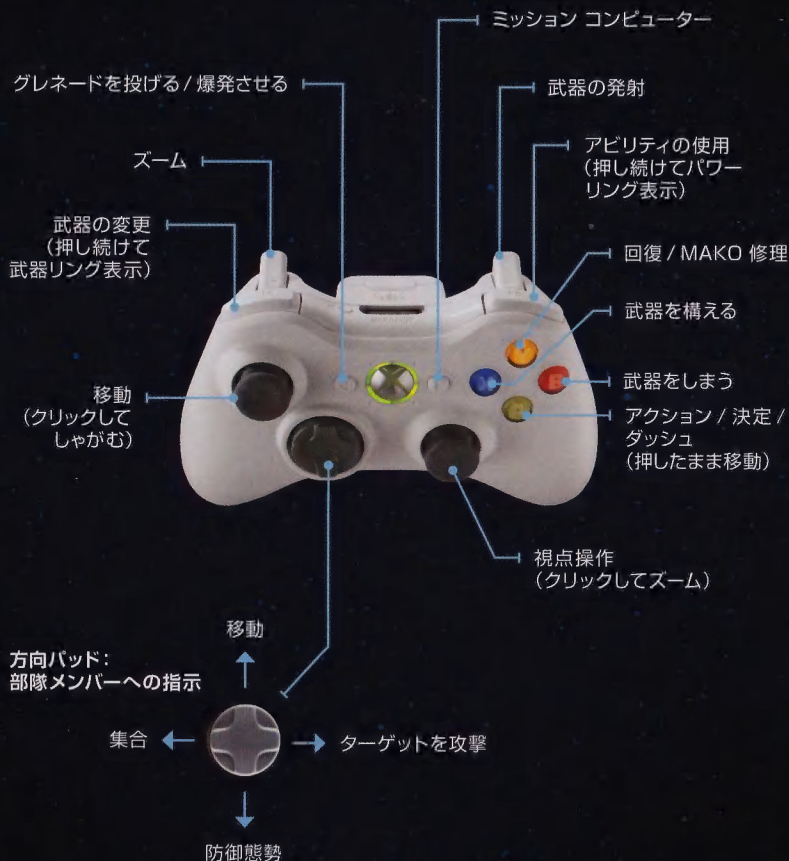 ミッション コンピューター
グレネードを投げる / 爆発させる
武器の発射
ズーム
アビリティの使用
(押し続けてパワー
リング表示)
武器の変更
(押し続けて
武器リング表示)
回復 / MAKO 修理
武器を構える
移動
(クリックして
しゃがむ)
武器をしまう
アクション / 決定 /
ダッシュ
(押したまま移動)
視点操作
(クリックしてズーム)
方向パッド:
部隊メンバーへの指示
移動
集合
ターゲットを攻撃
防御態勢